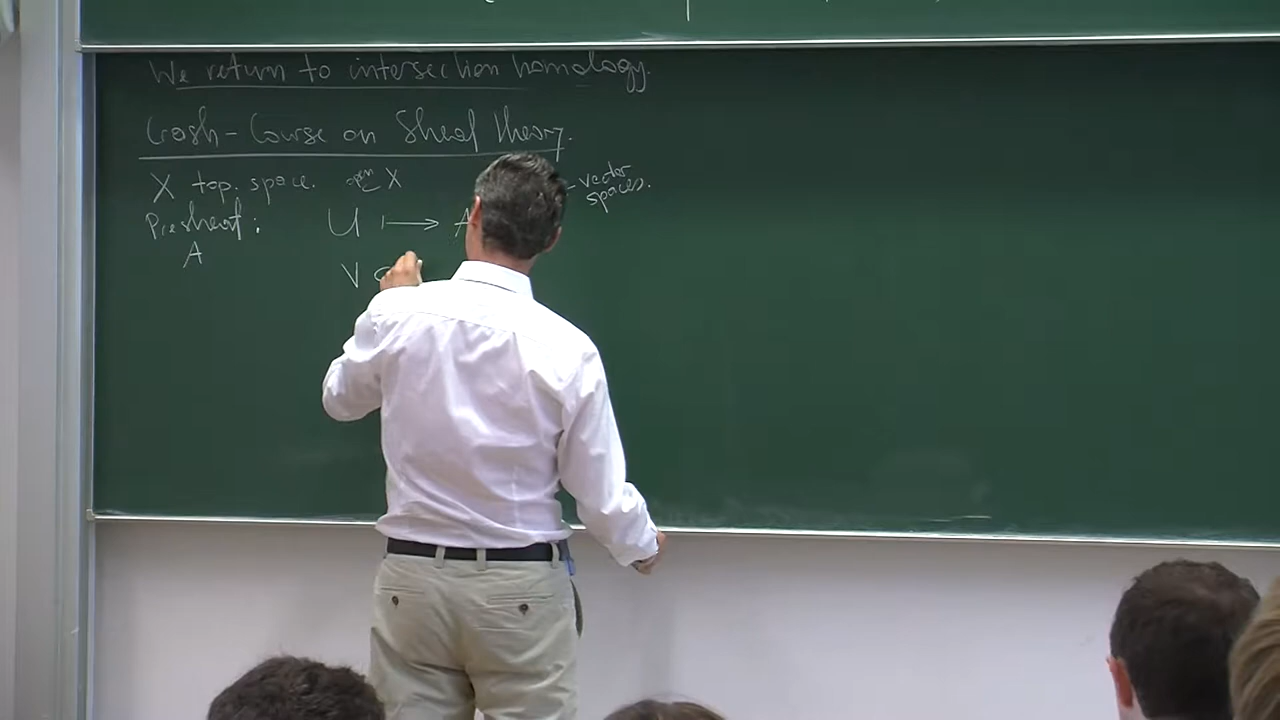 We return to intersection homology.
Crash-Course on Sheaf theory.
X top. space. open X
vector spaces.
Presheaf: U ⟼ A
A
V ⊂